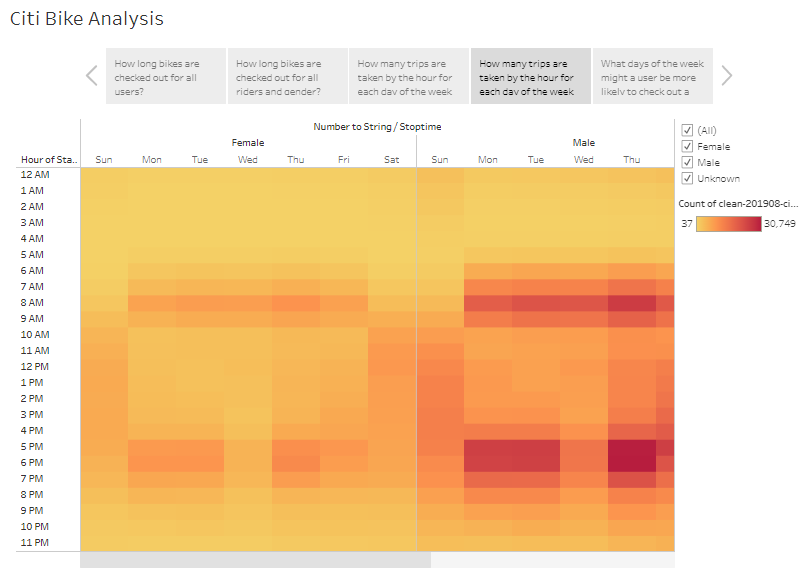 Citi Bike Analysis
How long bikes are
checked out for all
users?
How long bikes are
checked out for all
riders and gender?
How many trips are
taken by the hour for
each day of the week
How many trips are
taken by the hour for
each day of the week
What days of the week
might a user be more
likely to check out a
Number to String / Stoptime
Female Male
Hour of Sta.. Sun Mon Tue Wed Thu Fri Sat Sun Mon Tue Wed Thu
12 AM
1 AM
2 AM
3 AM
4 AM
5 AM
6 AM
7 AM
8 AM
9 AM
10 AM
11 AM
12 PM
1 PM
2 PM
3 PM
4 PM
5 PM
6 PM
7 PM
8 PM
9 PM
10 PM
11 PM
(All)
Female
Male
Unknown
Count of clean-201908-ci...
37 30,749